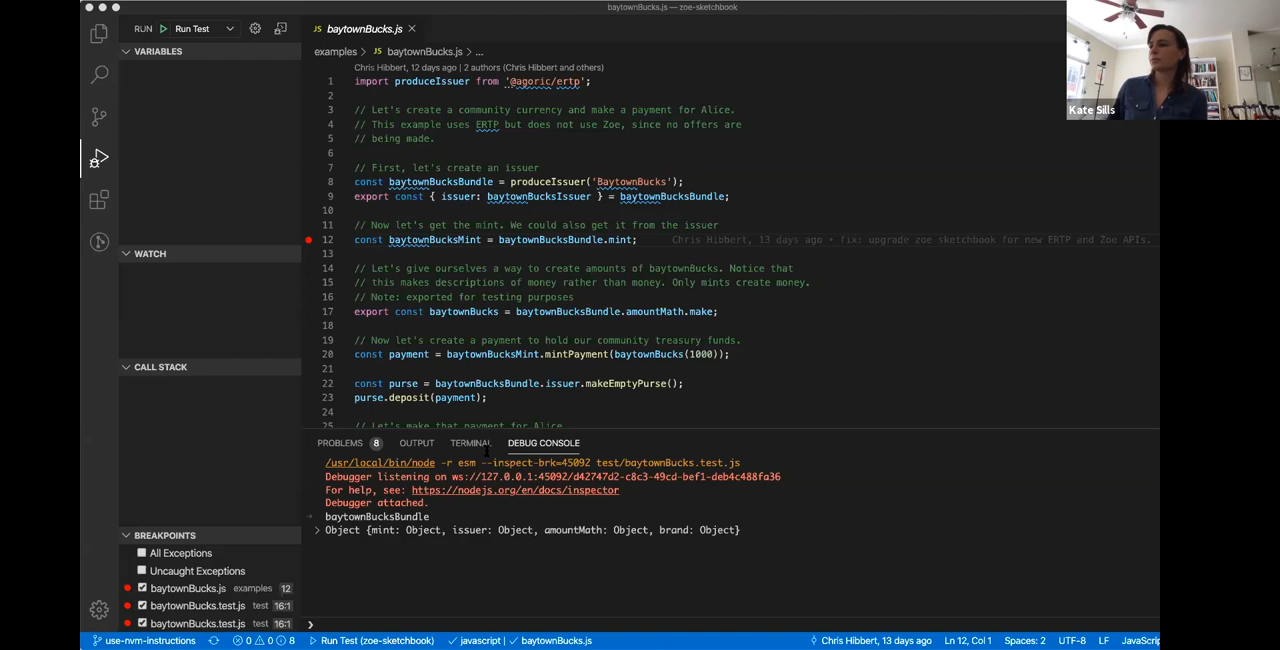 baytownBucks.js — zoe-sketchbook
RUN Run Test
JS baytownBucks.js
examples > JS baytownBucks.js > ...
VARIABLES
WATCH
CALL STACK
BREAKPOINTS
All Exceptions
Uncaught Exceptions
baytownBucks.js examples 12
baytownBucks.test.js test 16:1
baytownBucks.test.js test 16:1
Chris Hibbert, 12 days ago | 2 authors (Chris Hibbert and others)
1 import produceIssuer from '@agoric/ertp';
2
3 // Let's create a community currency and make a payment for Alice.
4 // This example uses ERTP but does not use Zoe, since no offers are
5 // being made.
6
7 // First, let's create an issuer
8 const baytownBucksBundle = produceIssuer('BaytownBucks');
9 export const { issuer: baytownBucksIssuer } = baytownBucksBundle;
10
11 // Now let's get the mint. We could also get it from the issuer
12 const baytownBucksMint = baytownBucksBundle.mint; Chris Hibbert, 13 days ago • fix: upgrade zoe sketchbook for new ERTP and Zoe APIs.
13
14 // Let's give ourselves a way to create amounts of baytownBucks. Notice that
15 // this makes descriptions of money rather than money. Only mints create money.
16 // Note: exported for testing purposes
17 export const baytownBucks = baytownBucksBundle.amountMath.make;
18
19 // Now let's create a payment to hold our community treasury funds.
20 const payment = baytownBucksMint.mintPayment(baytownBucks(1000));
21
22 const purse = baytownBucksBundle.issuer.makeEmptyPurse();
23 purse.deposit(payment);
24
25 // Let's make that payment for Alice
PROBLEMS 8 OUTPUT TERMINAL DEBUG CONSOLE
/usr/local/bin/node -r esm --inspect-brk=45092 test/baytownBucks.test.js
Debugger listening on ws://127.0.0.1:45092/d42747d2-c8c3-49cd-bef1-deb4c488fa36
For help, see: https://nodejs.org/en/docs/inspector
Debugger attached.
baytownBucksBundle
Object {mint: Object, issuer: Object, amountMath: Object, brand: Object}
use-nvm-instructions 0 0 8 Run Test (zoe-sketchbook) javascript | baytownBucks.js Chris Hibbert, 13 days ago Ln 12, Col 1 Spaces: 2 UTF-8 LF JavaScrip
Kate Sills